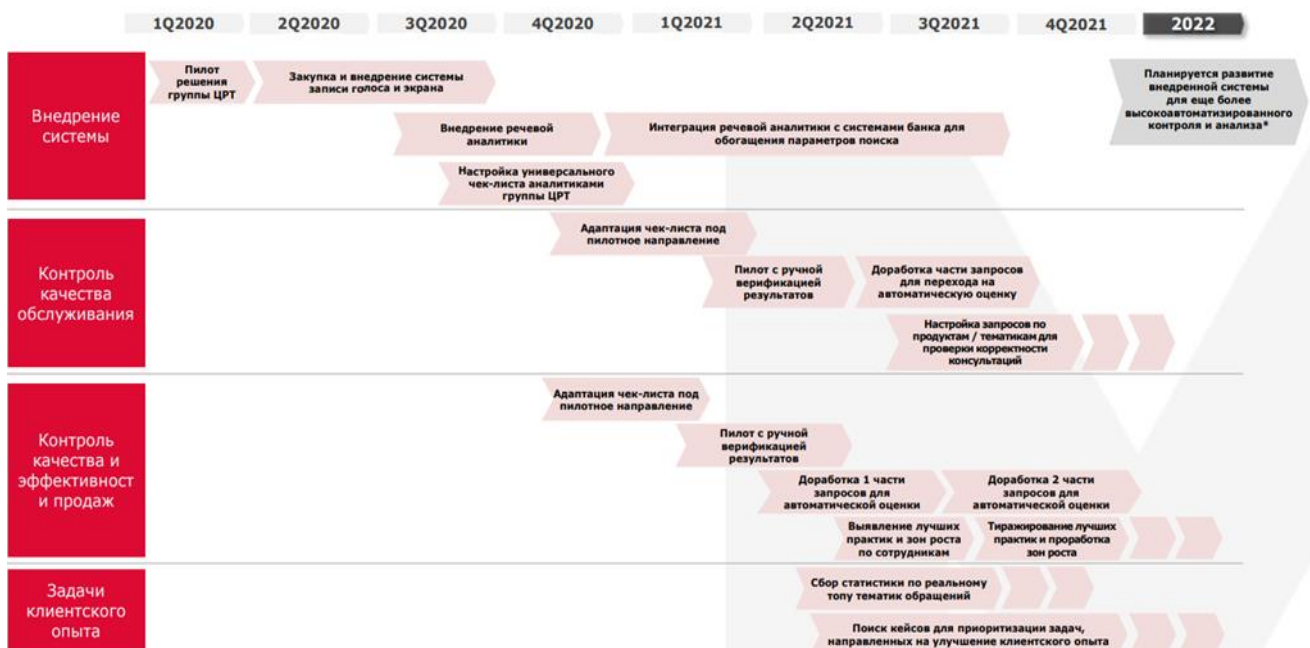 1Q2020 2Q2020 3Q2020 4Q2020 1Q2021 2Q2021 3Q2021 4Q2021 2022
Внедрение
системы
Пилот
решения
группы ЦРТ
Закупка и внедрение системы
записи голоса и экрана
Планируется развитие
внедренной системы
для еще более
высокоавтоматизированного
контроля и анализа*
Внедрение речевой
аналитики
Интеграция речевой аналитики с системами банка для
обогащения параметров поиска
Настройка универсального
чек-листа аналитиками
группы ЦРТ
Контроль
качества
обслуживания
Адаптация чек-листа под
пилотное направление
Пилот с ручной
верификацией
результатов
Доработка части запросов
для перехода на
автоматическую оценку
Настройка запросов по
продуктам / тематикам для
проверки корректности
консультаций
Контроль
качества и
эффективност
и продаж
Адаптация чек-листа под
пилотное направление
Пилот с ручной
верификацией
результатов
Доработка 1 части
запросов для
автоматической оценки
Доработка 2 части
запросов для
автоматической оценки
Выявление лучших
практик и зон роста
по сотрудникам
Тиражирование лучших
практик и проработка
зон роста
Задачи
клиентского
опыта
Сбор статистики по реальному
топу тематик обращений
Поиск кейсов для приоритизации задач,
направленных на улучшение клиентского опыта